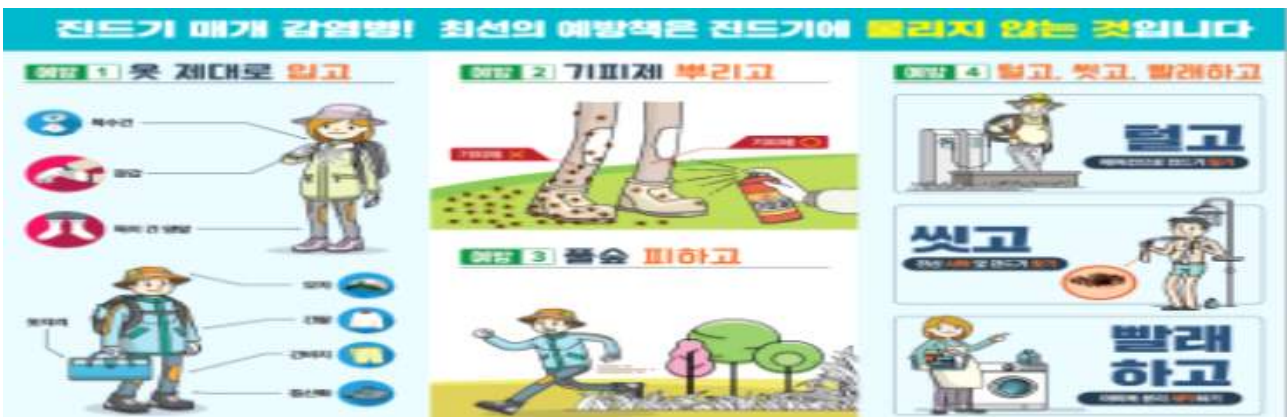 진드기 매개 감염병! 최선의 예방책은 진드기에 물리지 않는 것입니다
예방 1 옷 제대로 입고
목수건
장갑
목이 긴 양말
모자
긴팔
긴바지
등산화
예방 2 기피제 뿌리고
예방 3 풀숲 피하고
예방 4 털고, 씻고, 빨래하고
털고
씻고
빨래
하고